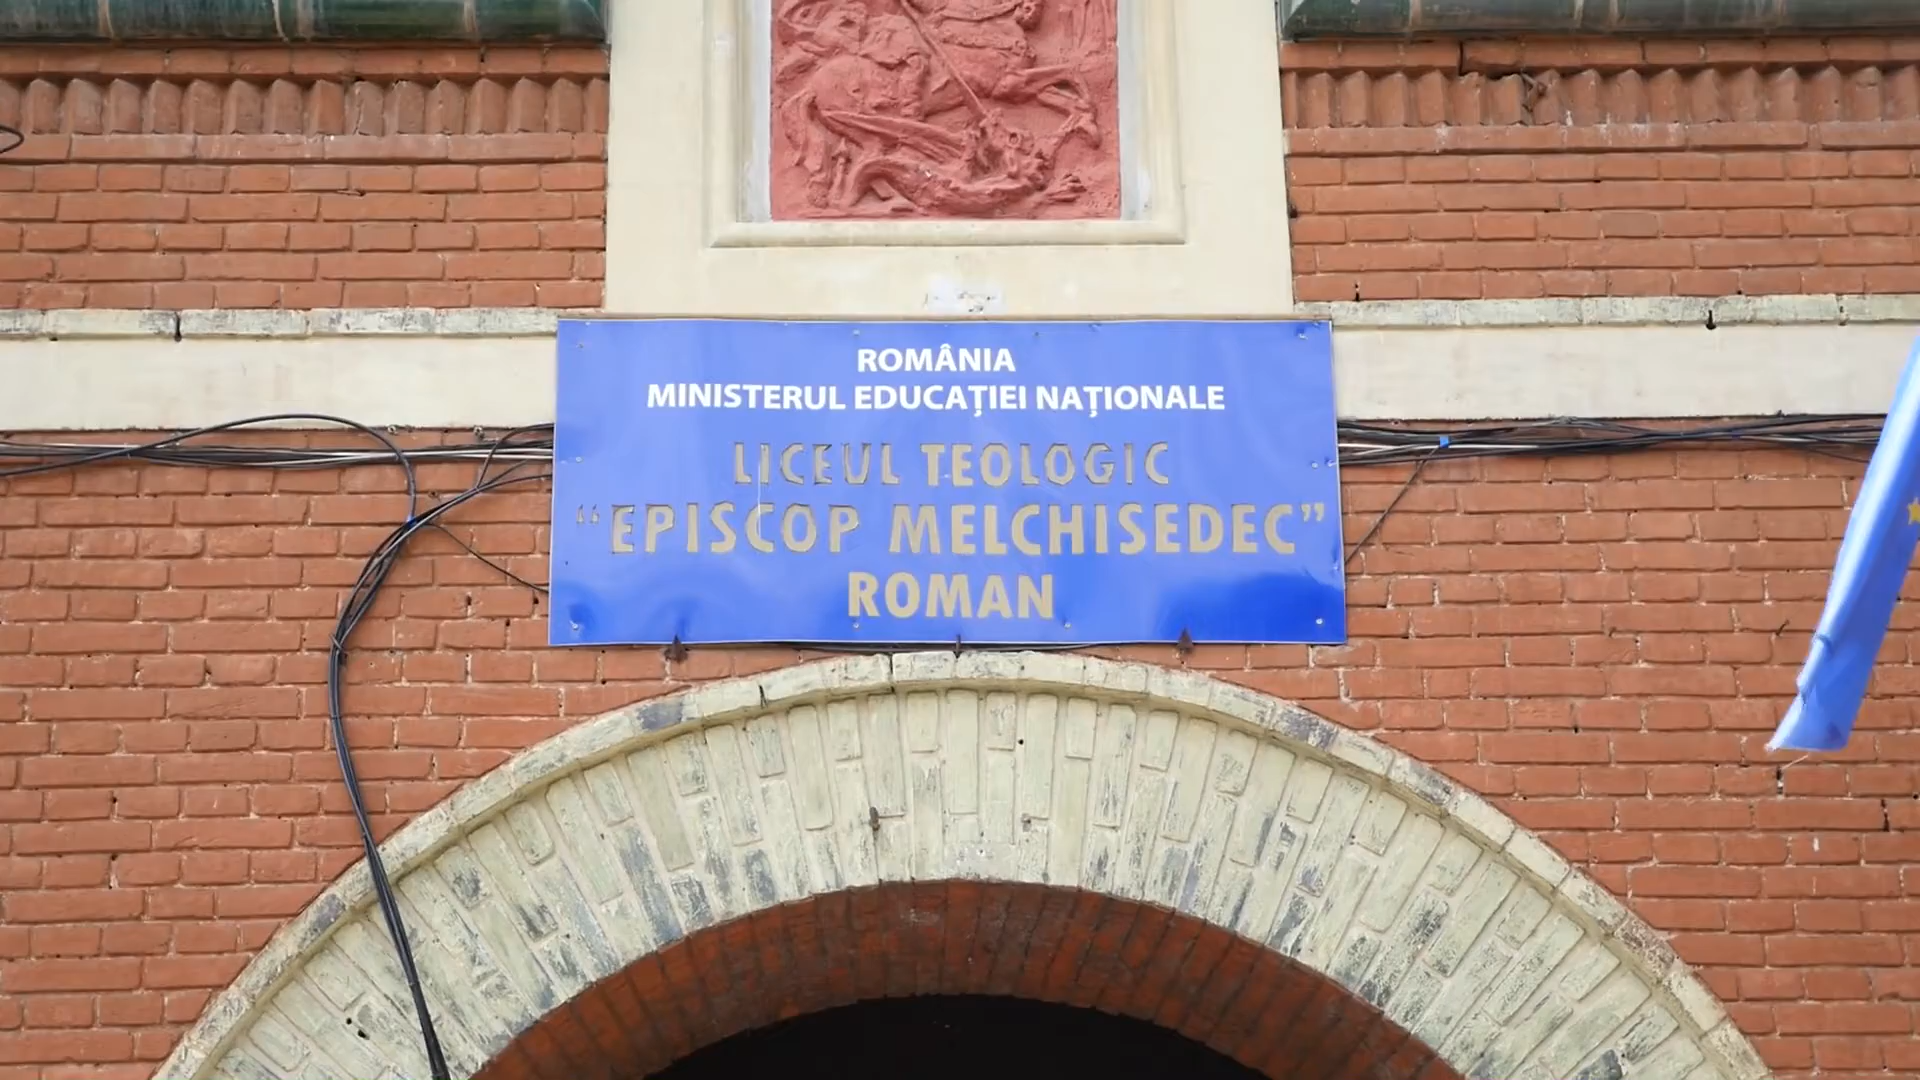 ROMÂNIA
MINISTERUL EDUCAȚIEI NAȚIONALE
LICEUL TEOLOGIC
“EPISCOP MELCHISEDEC”
ROMAN